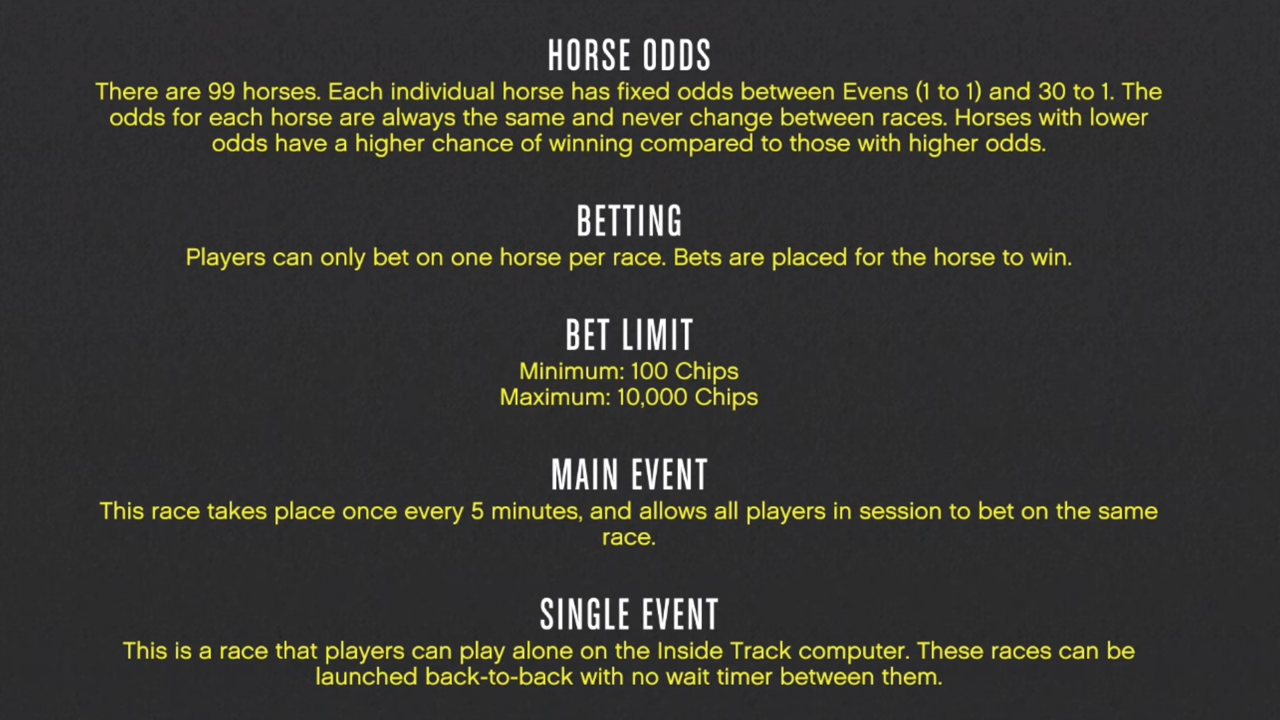 HORSE ODDS
There are 99 horses. Each individual horse has fixed odds between Evens (1 to 1) and 30 to 1. The
odds for each horse are always the same and never change between races. Horses with lower
odds have a higher chance of winning compared to those with higher odds.
BETTING
Players can only bet on one horse per race. Bets are placed for the horse to win.
BET LIMIT
Minimum: 100 Chips
Maximum: 10,000 Chips
MAIN EVENT
This race takes place once every 5 minutes, and allows all players in session to bet on the same
race.
SINGLE EVENT
This is a race that players can play alone on the Inside Track computer. These races can be
launched back-to-back with no wait timer between them.